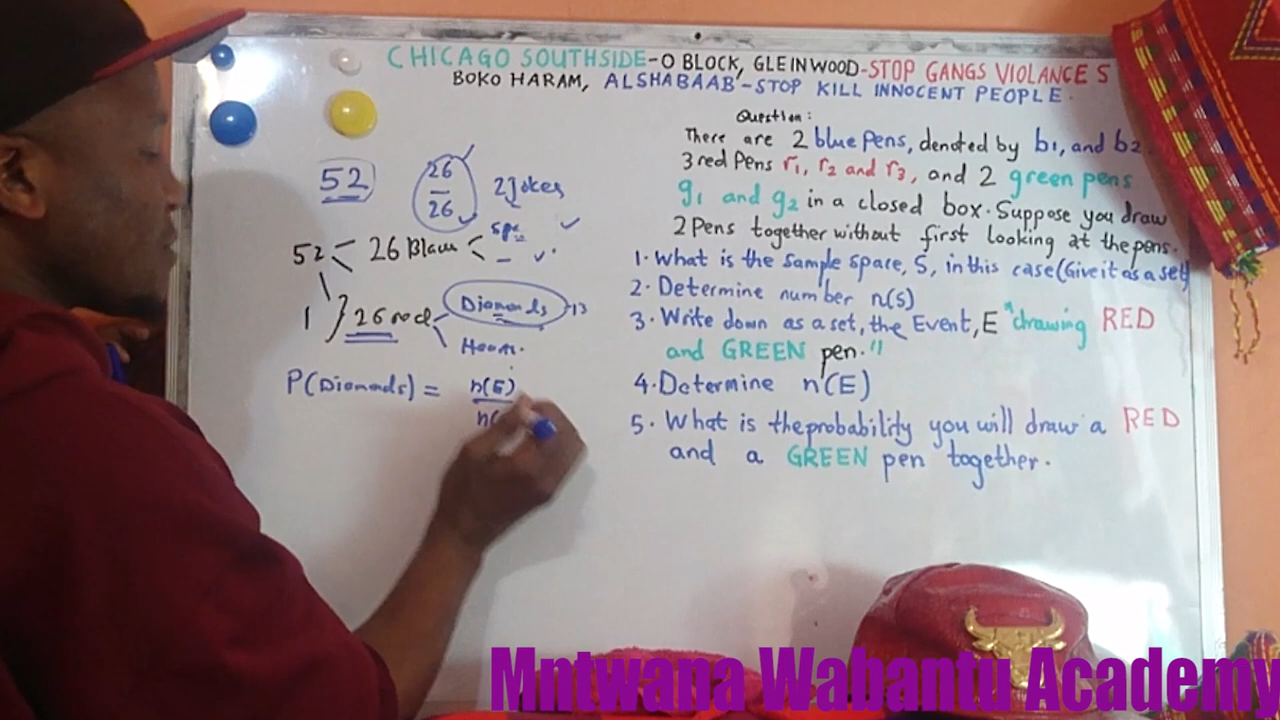 CHICAGO SOUTHSIDE-O BLOCK, GLEINWOOD-STOP GANGS VIOLANCE S
BOKO HARAM, ALSHABAAB-STOP KILL INNOCENT PEOPLE.
52
26
26
2 Jokes
52 < 26 Black < spa
1 } 26 red
Diamonds -13
P(Diamonds) = n(E)
n(
Question:
There are 2 blue Pens, denoted by b1, and b2
3 red Pens r1, r2 and r3, and 2 green pens
g1 and g2 in a closed box. Suppose you draw
2 Pens together without first looking at the pens.
1. What is the Sample space, S, in this case (Give it as a set)
2. Determine number n(s)
3. Write down as a set, the Event, E "drawing RED
and GREEN pen."
4. Determine n(E)
5. What is the probability you will draw a RED
and a GREEN pen together.
Mntwana Wabantu Academy